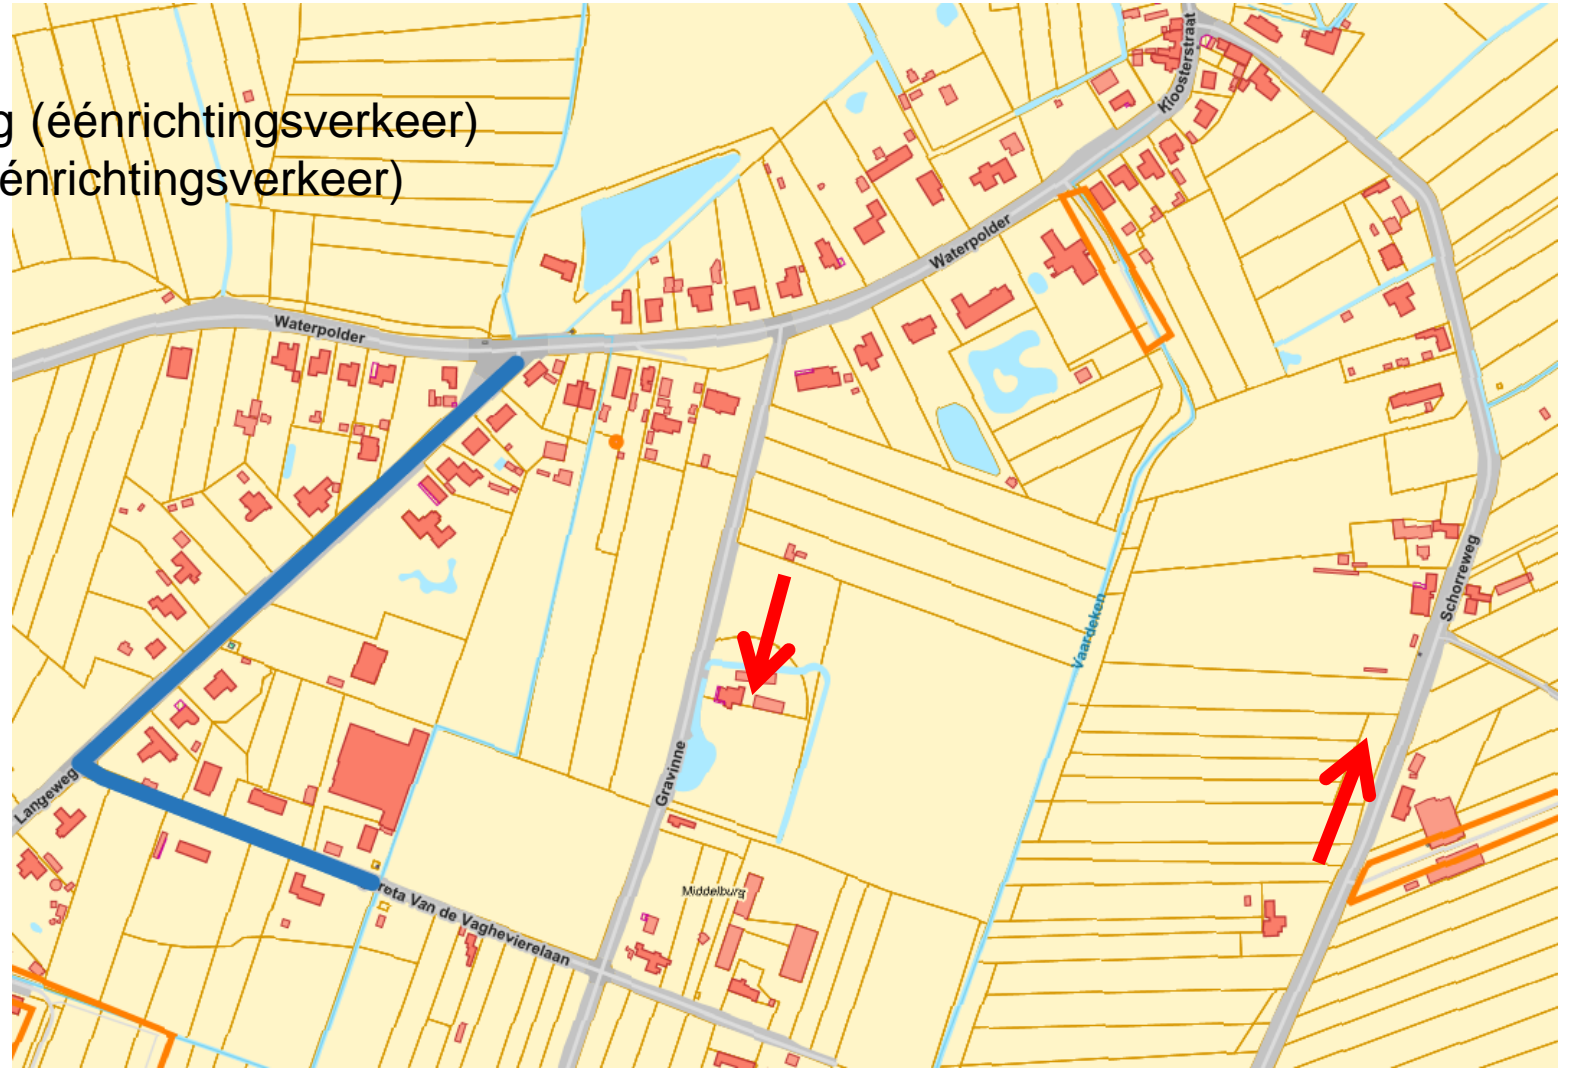 g (éénrichtingsverkeer)
énrichtingsverkeer)
Kloosterstraat
Waterpolder
Waterpolder
Schorreweg
Vaardeken
Gravinne
Langeweg
Middelburg
rota Van de Vaghevierelaan